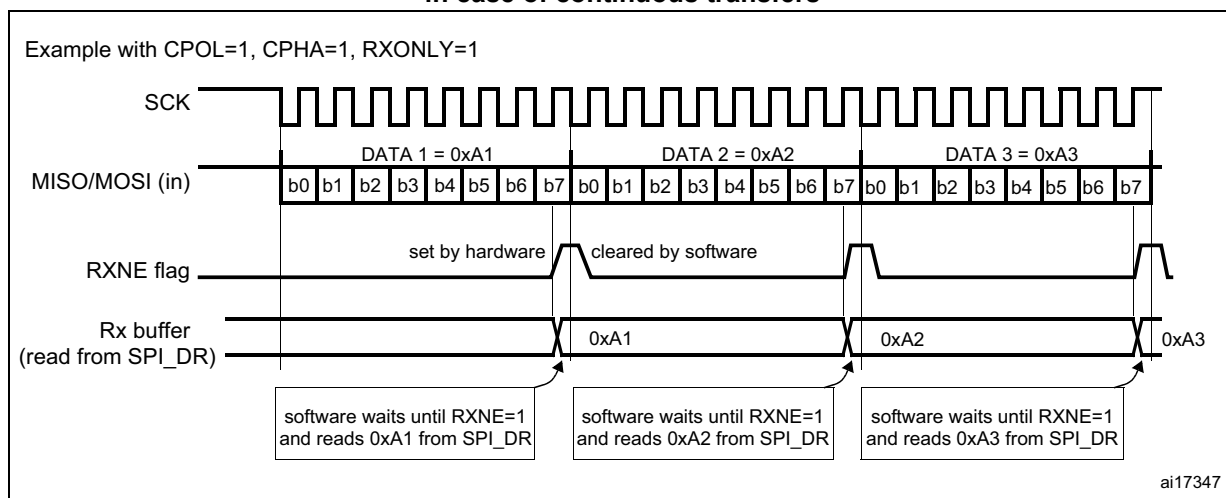 in case of continuous transfers
Example with CPOL=1, CPHA=1, RXONLY=1
SCK
DATA 1 = 0xA1 DATA 2 = 0xA2 DATA 3 = 0xA3
MISO/MOSI (in) b0 b1 b2 b3 b4 b5 b6 b7 b0 b1 b2 b3 b4 b5 b6 b7 b0 b1 b2 b3 b4 b5 b6 b7
set by hardware cleared by software
RXNE flag
Rx buffer
(read from SPI_DR) 0xA1 0xA2 0xA3
software waits until RXNE=1
and reads 0xA1 from SPI_DR
software waits until RXNE=1
and reads 0xA2 from SPI_DR
software waits until RXNE=1
and reads 0xA3 from SPI_DR
ai17347